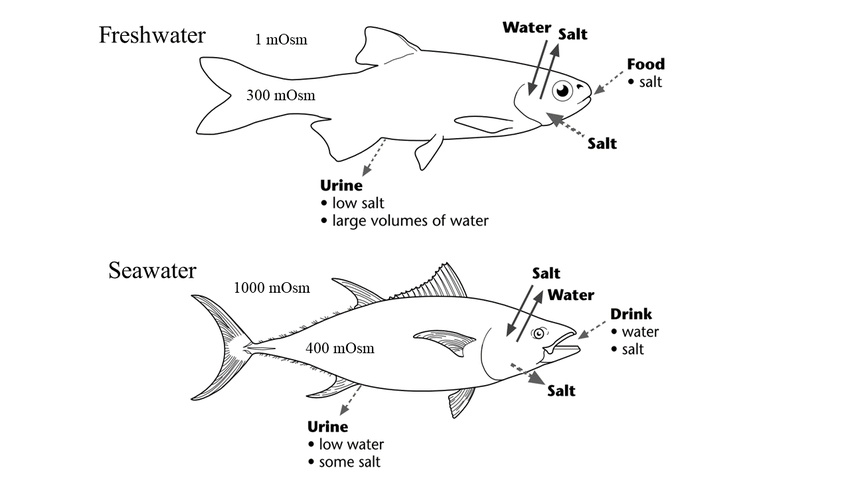 Freshwater
1 mOsm
Water
Salt
Food
• salt
300 mOsm
Salt
Urine
• low salt
• large volumes of water
Seawater
1000 mOsm
Salt
Water
Drink
• water
• salt
400 mOsm
Salt
Urine
• low water
• some salt